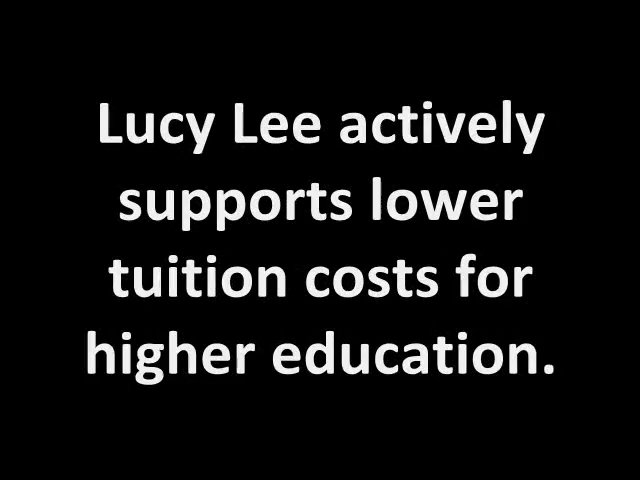 Lucy Lee actively
supports lower
tuition costs for
higher education.